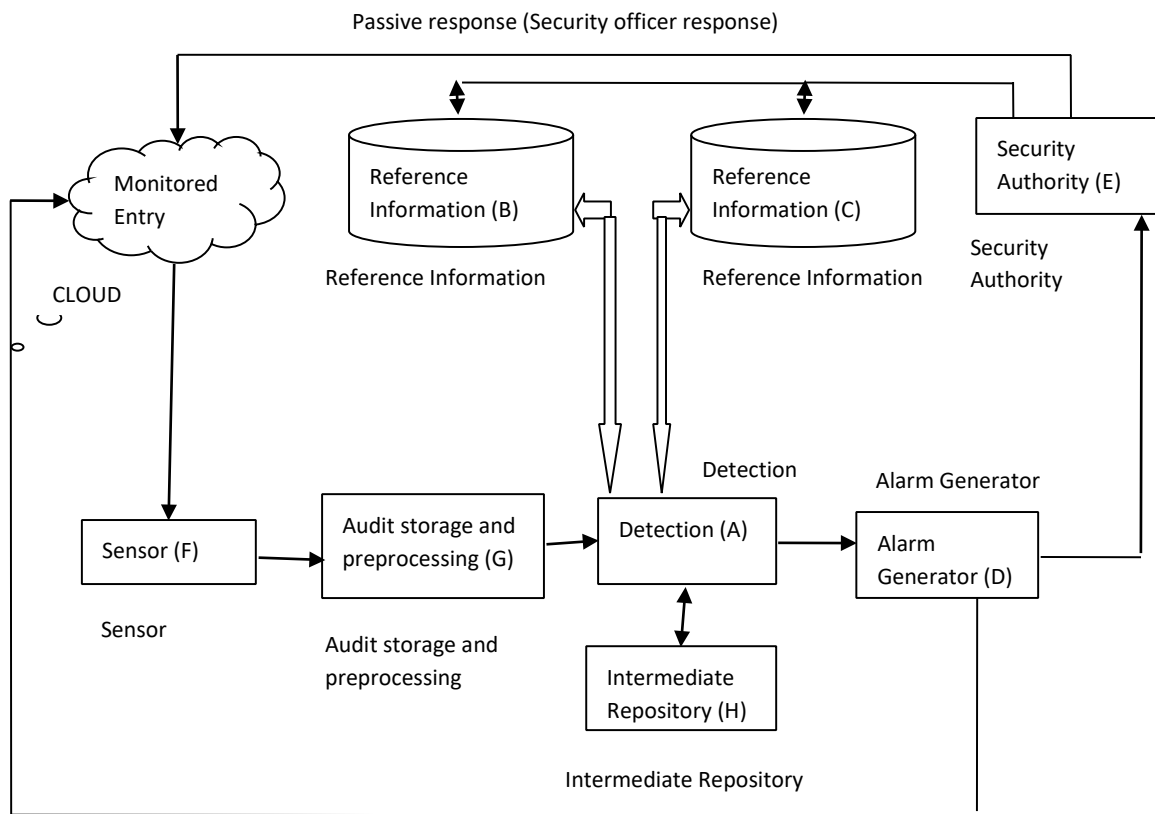 Passive response (Security officer response)
Monitored
Entry
Reference
Information (B)
Reference
Information (C)
Security
Authority (E)
Reference Information
Reference Information
Security
Authority
CLOUD
Detection
Alarm Generator
Sensor (F)
Audit storage and
preprocessing (G)
Detection (A)
Alarm
Generator (D)
Sensor
Audit storage and
preprocessing
Intermediate
Repository (H)
Intermediate Repository